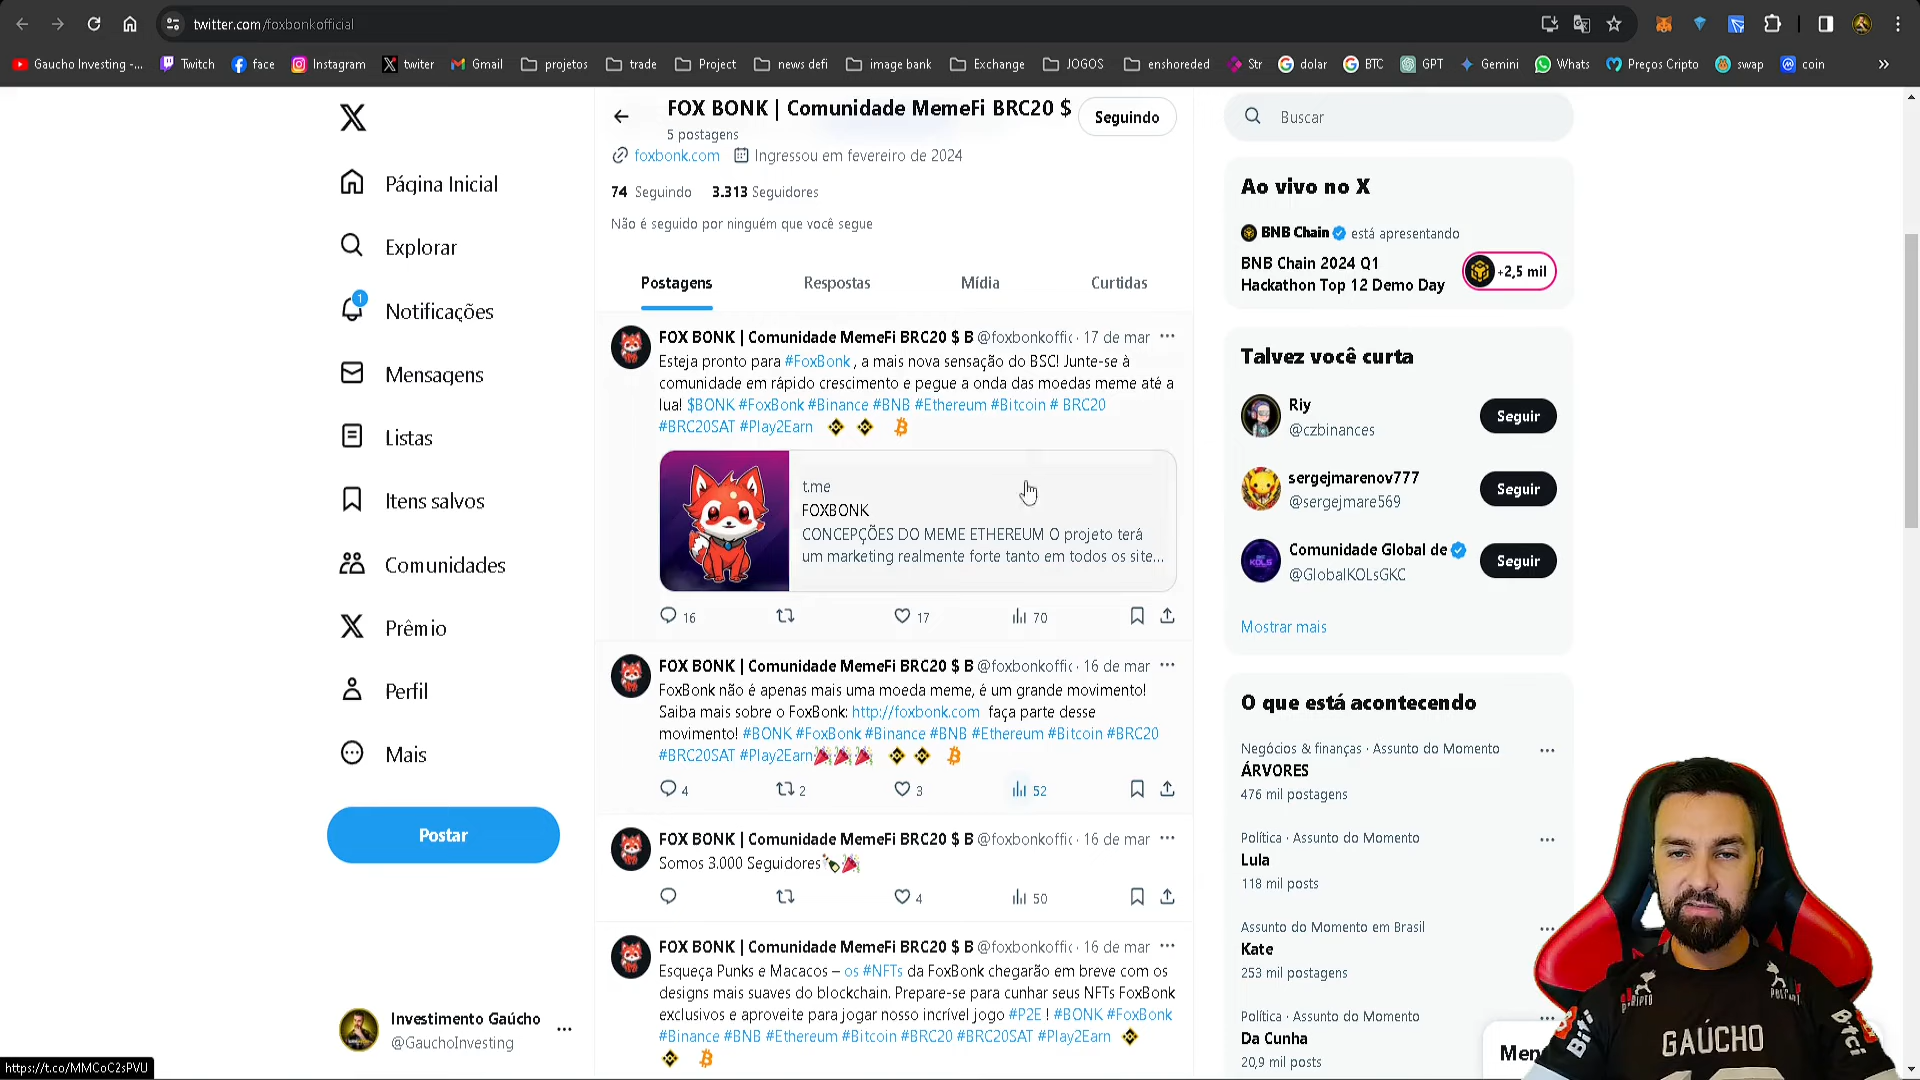 twitter.com/foxbonkofficial
Gaucho Investing -...
Twitch
face
Instagram
twiter
Gmail
projetos
trade
Project
news defi
image bank
Exchange
JOGOS
enshoreded
Str
dolar
BTC
GPT
Gemini
Whats
Preços Cripto
swap
coin
Página Inicial
Explorar
1
Notificações
Mensagens
Listas
Itens salvos
Comunidades
Prêmio
Perfil
Mais
Postar
Investimento Gaúcho
@GauchoInvesting
https://t.co/MMCoC2sPVU
FOX BONK | Comunidade MemeFi BRC20 $
5 postagens
Seguindo
foxbonk.com Ingressou em fevereiro de 2024
74 Seguindo 3.313 Seguidores
Não é seguido por ninguém que você segue
Postagens Respostas Mídia Curtidas
FOX BONK | Comunidade MemeFi BRC20 $ B @foxbonkoffic · 17 de mar
Esteja pronto para #FoxBonk , a mais nova sensação do BSC! Junte-se à
comunidade em rápido crescimento e pegue a onda das moedas meme até a
lua! $BONK #FoxBonk #Binance #BNB #Ethereum #Bitcoin # BRC20
#BRC20SAT #Play2Earn
t.me
FOXBONK
CONCEPÇÕES DO MEME ETHEREUM O projeto terá
um marketing realmente forte tanto em todos os site...
16 17 70
FOX BONK | Comunidade MemeFi BRC20 $ B @foxbonkoffic · 16 de mar
FoxBonk não é apenas mais uma moeda meme, é um grande movimento!
Saiba mais sobre o FoxBonk: http://foxbonk.com faça parte desse
movimento! #BONK #FoxBonk #Binance #BNB #Ethereum #Bitcoin #BRC20
#BRC20SAT #Play2Earn
4 2 3 52
FOX BONK | Comunidade MemeFi BRC20 $ B @foxbonkoffic · 16 de mar
Somos 3.000 Seguidores
4 50
FOX BONK | Comunidade MemeFi BRC20 $ B @foxbonkoffic · 16 de mar
Esqueça Punks e Macacos – os #NFTs da FoxBonk chegarão em breve com os
designs mais suaves do blockchain. Prepare-se para cunhar seus NFTs FoxBonk
exclusivos e aproveite para jogar nosso incrível jogo #P2E ! #BONK #FoxBonk
#Binance #BNB #Ethereum #Bitcoin #BRC20 #BRC20SAT #Play2Earn
Buscar
Ao vivo no X
BNB Chain está apresentando
BNB Chain 2024 Q1
Hackathon Top 12 Demo Day
+2,5 mil
Talvez você curta
Riy
@czbinances
Seguir
sergejmarenov777
@sergejmare569
Seguir
Comunidade Global de
@GlobalKOLsGKC
Seguir
Mostrar mais
O que está acontecendo
Negócios & finanças · Assunto do Momento
ÁRVORES
476 mil postagens
Política · Assunto do Momento
Lula
118 mil posts
Assunto do Momento em Brasil
Kate
253 mil postagens
Política · Assunto do Momento
Da Cunha
20,9 mil posts
GAÚCHO